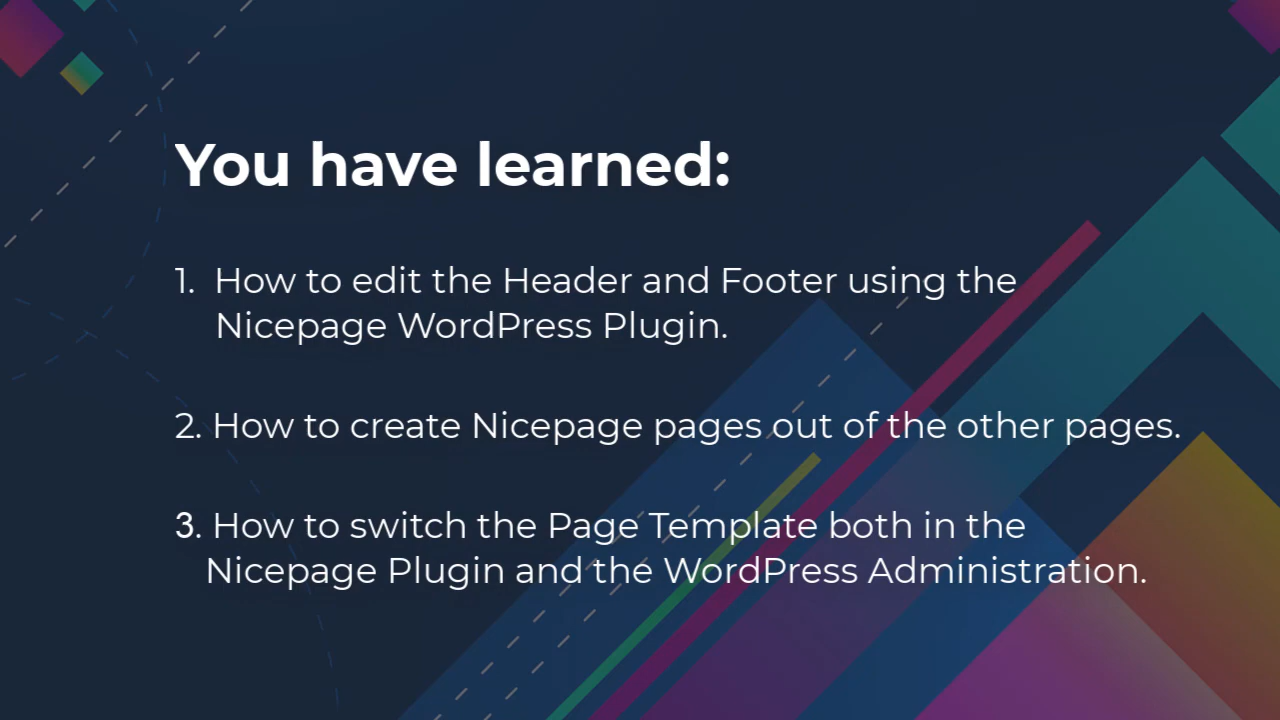 You have learned:
1. How to edit the Header and Footer using the
Nicepage WordPress Plugin.
2. How to create Nicepage pages out of the other pages.
3. How to switch the Page Template both in the
Nicepage Plugin and the WordPress Administration.